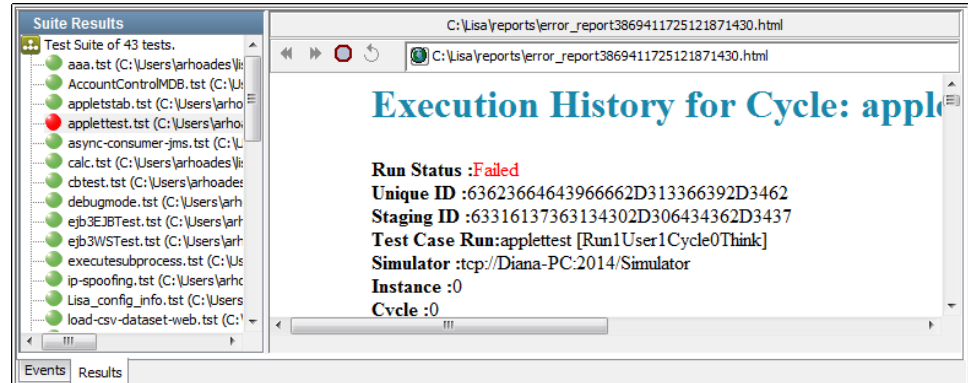 Suite Results
Test Suite of 43 tests.
aaa.tst (C:\Users\arhoades\lis
AccountControlMDB.tst (C:\Us
appletstab.tst (C:\Users\arho
applettest.tst (C:\Users\arhoa
async-consumer-jms.tst (C:\U
calc.tst (C:\Users\arhoades\lis
cbtest.tst (C:\Users\arhoades
debugmode.tst (C:\Users\arh
ejb3EJBTest.tst (C:\Users\arh
ejb3WSTest.tst (C:\Users\arh
executesubprocess.tst (C:\Us
ip-spoofing.tst (C:\Users\arho
Lisa_config_info.tst (C:\Users
load-csv-dataset-web.tst (C:\
C:\Lisa\reports\error_report3869411725121871430.html
C:\Lisa\reports\error_report3869411725121871430.html
Execution History for Cycle: apple
Run Status :Failed
Unique ID :63623664643966662D313366392D3462
Staging ID :63316137363134302D306434362D3437
Test Case Run:applettest [Run1User1Cycle0Think]
Simulator :tcp://Diana-PC:2014/Simulator
Instance :0
Cycle :0
Events
Results